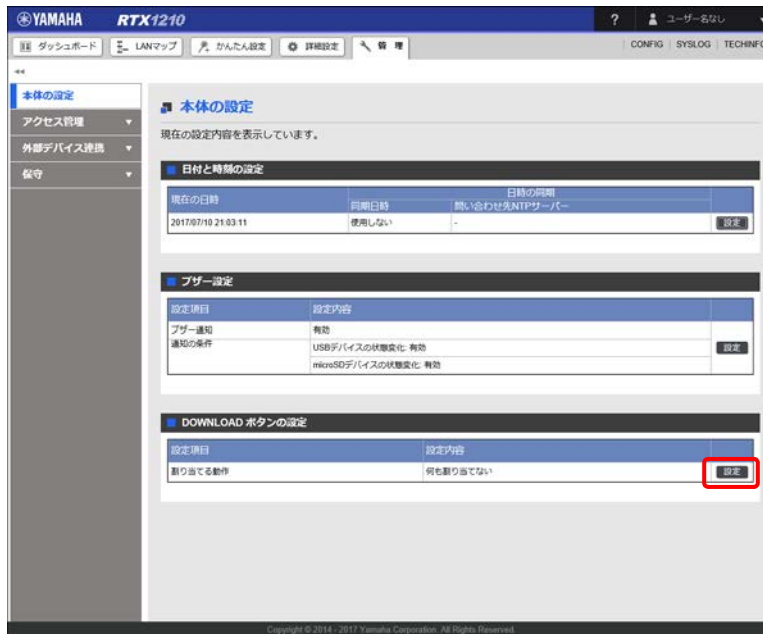 YAMAHA RTX1210 ? ユーザー名なし
ダッシュボード LANマップ かんたん設定 詳細設定 管理 CONFIG SYSLOG TECHINFO
本体の設定
アクセス管理
外部デバイス連携
保守
本体の設定
現在の設定内容を表示しています。
日付と時刻の設定
現在の日時 日時の同期
同期日時 問い合わせ先NTPサーバー
2017/07/10 21:03:11 使用しない - 設定
ブザー設定
設定項目 設定内容
ブザー通知 有効
通知の条件 USBデバイスの状態変化: 有効 設定
microSDデバイスの状態変化: 有効
DOWNLOAD ボタンの設定
設定項目 設定内容
割り当てる動作 何も割り当てない 設定
Copyright © 2014 - 2017 Yamaha Corporation. All Rights Reserved.